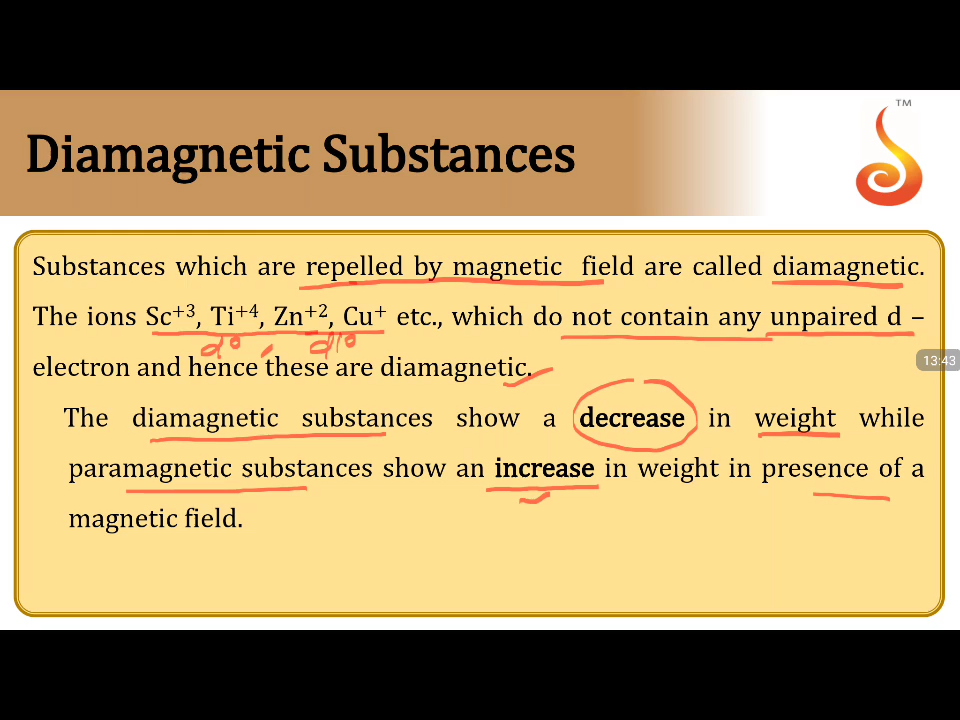 TM
Diamagnetic Substances
Substances which are repelled by magnetic field are called diamagnetic.
The ions Sc⁺³, Ti⁺⁴, Zn⁺², Cu⁺ etc., which do not contain any unpaired d –
d° , d10
electron and hence these are diamagnetic.
13:43
The diamagnetic substances show a decrease in weight while
paramagnetic substances show an increase in weight in presence of a
magnetic field.